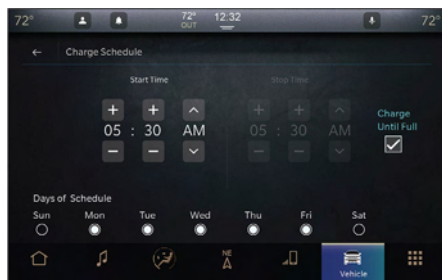 72° 72° OUT 12:32 72°
Charge Schedule
Start Time Stop Time
+ + + +
05 : 30 AM 05 : 30 AM
− − − −
Charge Until Full
Days of Schedule
Sun Mon Tue Wed Thu Fri Sat
NE
A
Vehicle